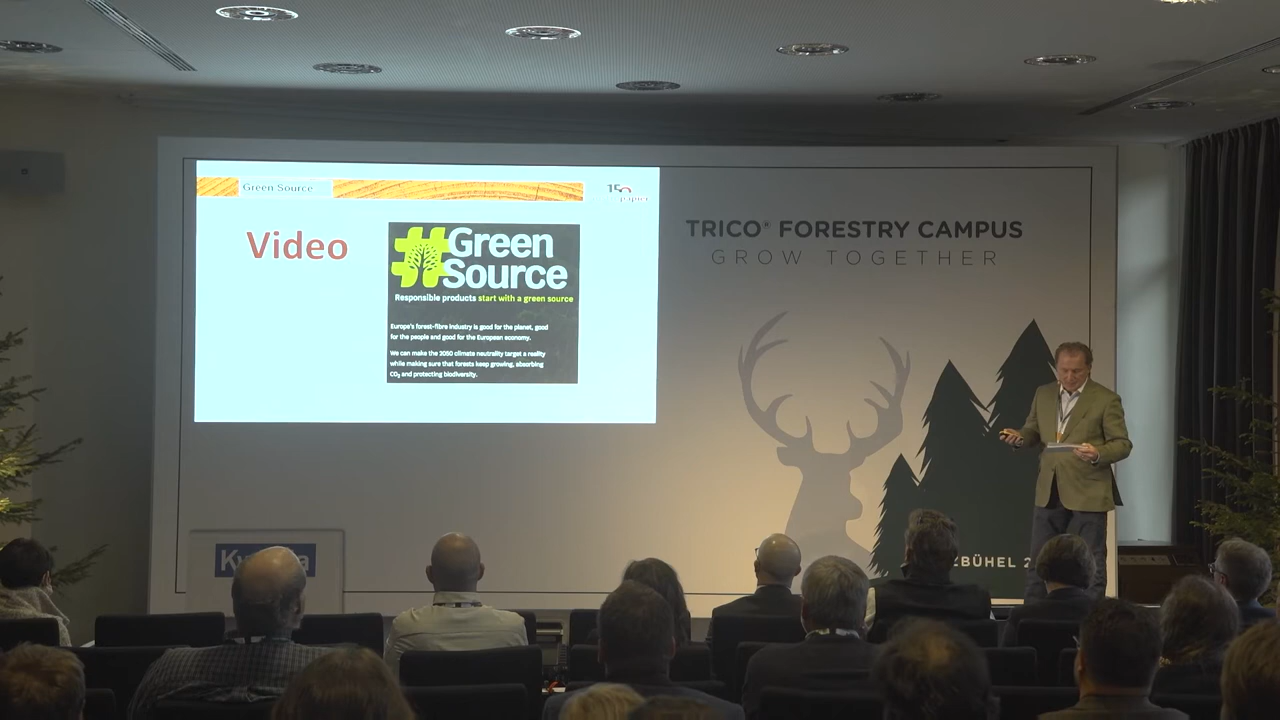 Green Source
150
papier
Video
#Green
Source
Responsible products start with a green source
Europe's forest-fibre industry is good for the planet, good
for the people and good for the European economy.
We can make the 2050 climate neutrality target a reality
while making sure that forests keep growing, absorbing
CO₂ and protecting biodiversity.
TRICO® FORESTRY CAMPUS
GROW TOGETHER
ZBÜHEL 2